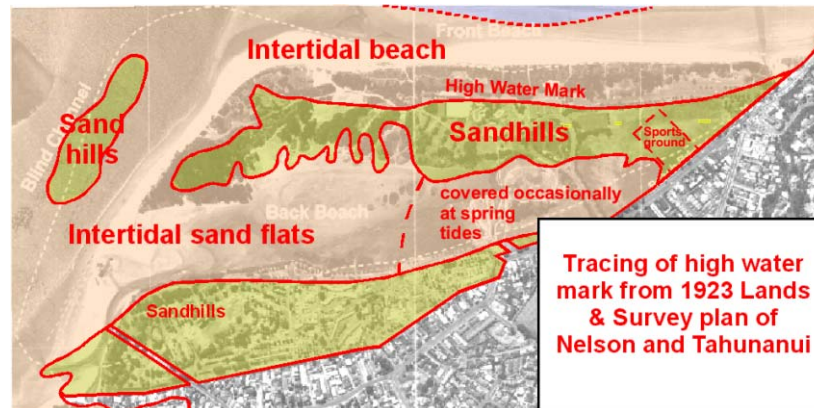 Front Beach
Intertidal beach
High Water Mark
Sand
hills
Blind Channel
Sandhills
Sports
ground
covered occasionally
at spring
tides
Back Beach
Intertidal sand flats
Sandhills
Tracing of high water
mark from 1923 Lands
& Survey plan of
Nelson and Tahunanui